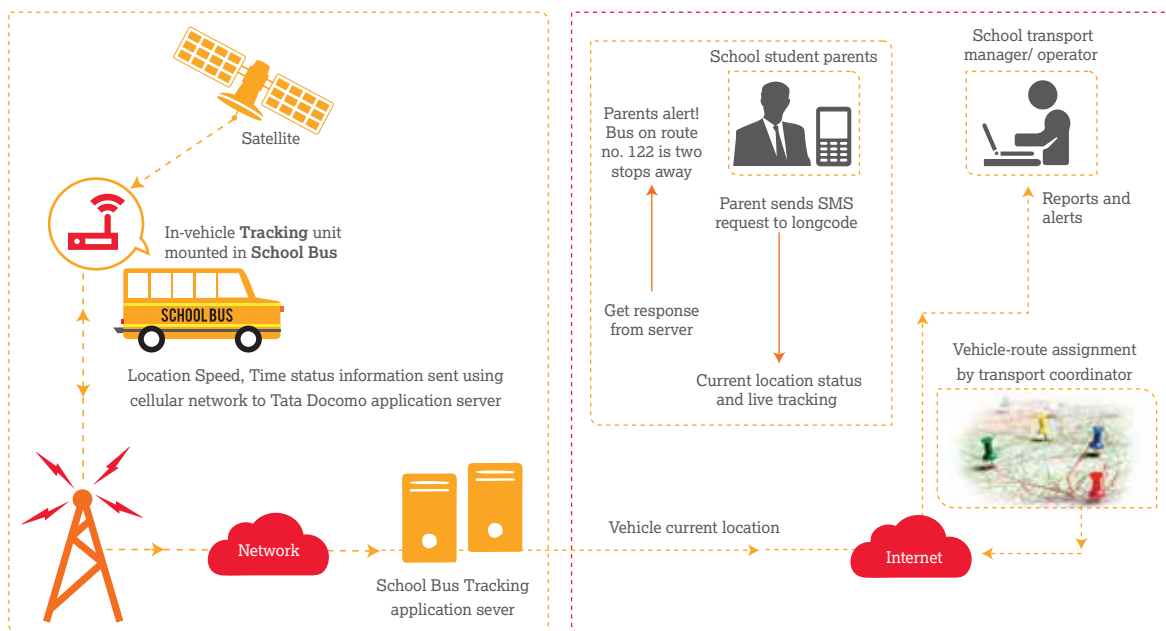 Satellite
In-vehicle Tracking unit
mounted in School Bus
SCHOOL BUS
Location Speed, Time status information sent using
cellular network to Tata Docomo application server
Network
School Bus Tracking
application sever
School student parents
Parents alert!
Bus on route
no. 122 is two
stops away
Parent sends SMS
request to longcode
Get response
from server
Current location status
and live tracking
School transport
manager/ operator
Reports and
alerts
Vehicle-route assignment
by transport coordinator
Vehicle current location
Internet